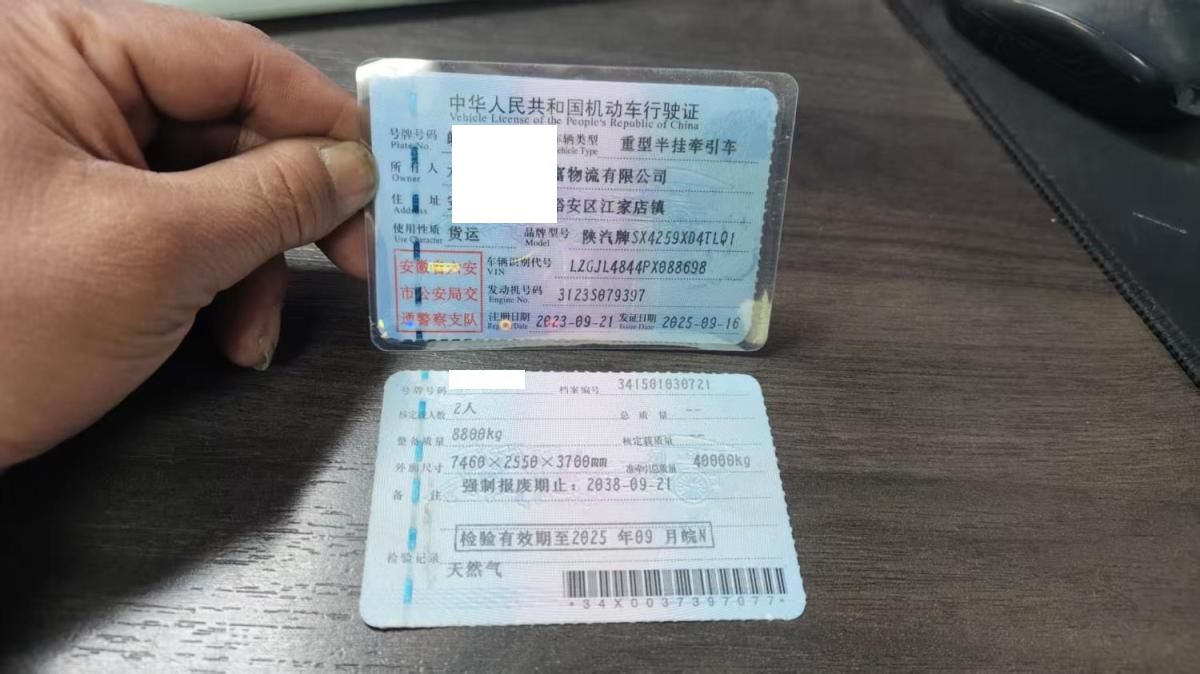 中华人民共和国机动车行驶证
Vehicle License of the People's Republic of China
号牌号码 车辆类型 重型半挂牵引车
Plate No. Vehicle Type
所有人 富物流有限公司
Owner
住址 裕安区江家店镇
Address
使用性质 货运 品牌型号 陕汽牌SX4259XD4TLQ1
Use Character Model
安徽省六安 车辆识别代号 LZGJL4844PX088698
VIN
市公安局交 发动机号码 3123S079397
Engine No.
通警察支队 注册日期 2023-09-21 发证日期 2025-09-16
Register Date Issue Date
号牌号码 档案编号 341501030721
核定载人数 2人 总质量 --
整备质量 8800kg 核定载质量 --
外廓尺寸 7460×2550×3700mm 准牵引总质量 40000kg
备注 强制报废期止：2038-09-21
检验有效期至2025 年09 月皖N
检验记录
天然气
*34X0037397077*